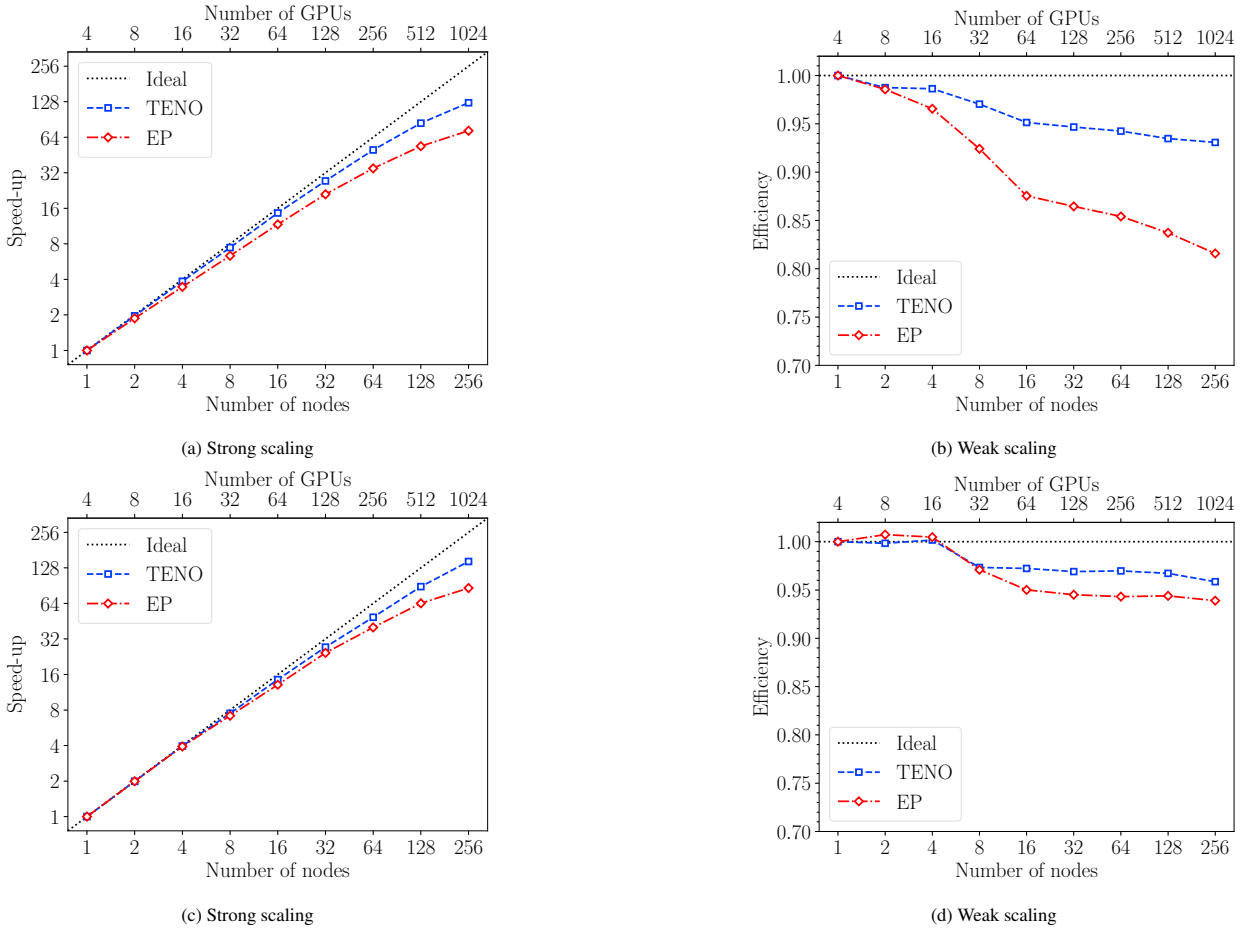 Number of GPUs
4 8 16 32 64 128 256 512 1024
256
128
64
32
16
8
4
2
1
Speed-up
Ideal
TENO
EP
1 2 4 8 16 32 64 128 256
Number of nodes
(a) Strong scaling
Number of GPUs
4 8 16 32 64 128 256 512 1024
1.00
0.95
0.90
0.85
0.80
0.75
0.70
Efficiency
Ideal
TENO
EP
1 2 4 8 16 32 64 128 256
Number of nodes
(b) Weak scaling
Number of GPUs
4 8 16 32 64 128 256 512 1024
256
128
64
32
16
8
4
2
1
Speed-up
Ideal
TENO
EP
1 2 4 8 16 32 64 128 256
Number of nodes
(c) Strong scaling
Number of GPUs
4 8 16 32 64 128 256 512 1024
1.00
0.95
0.90
0.85
0.80
0.75
0.70
Efficiency
Ideal
TENO
EP
1 2 4 8 16 32 64 128 256
Number of nodes
(d) Weak scaling